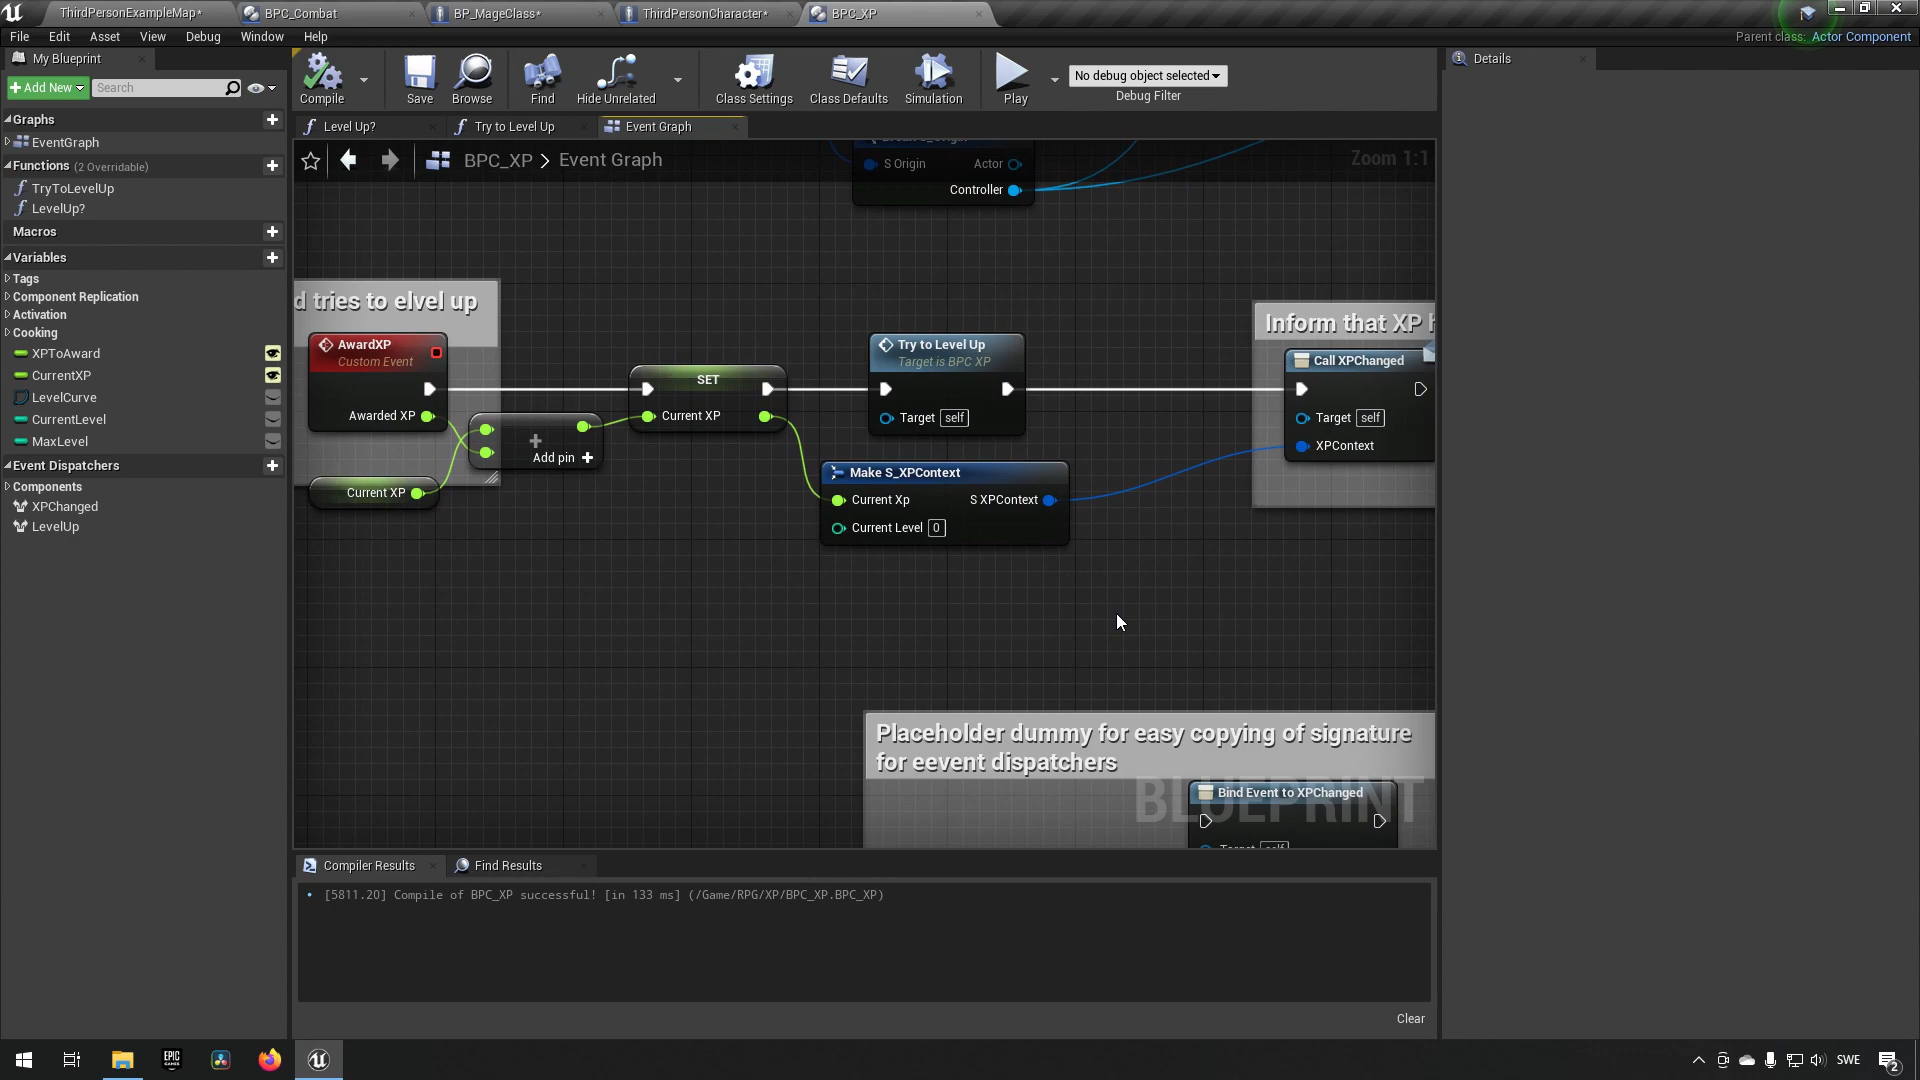 ThirdPersonExampleMap*
BPC_Combat
BP_MageClass*
ThirdPersonCharacter*
BPC_XP
File Edit Asset View Debug Window Help
Parent class: Actor Component
My Blueprint
Add New
Search
Compile
Save
Browse
Find
Hide Unrelated
Class Settings
Class Defaults
Simulation
Play
No debug object selected
Debug Filter
Details
Level Up?
Try to Level Up
Event Graph
BPC_XP > Event Graph
Zoom 1:1
Graphs
EventGraph
Functions (2 Overridable)
TryToLevelUp
LevelUp?
Macros
Variables
Tags
Component Replication
Activation
Cooking
XPToAward
CurrentXP
LevelCurve
CurrentLevel
MaxLevel
Event Dispatchers
Components
XPChanged
LevelUp
S Origin
Actor
Controller
d tries to elvel up
AwardXP
Custom Event
Awarded XP
Current XP
Add pin +
SET
Current XP
Try to Level Up
Target is BPC XP
Target self
Make S_XPContext
Current Xp
S XPContext
Current Level 0
Inform that XP
Call XPChanged
Target self
XPContext
Placeholder dummy for easy copying of signature
for eevent dispatchers
BLUEPRINT
Bind Event to XPChanged
Target self
Compiler Results
Find Results
[5811.20] Compile of BPC_XP successful! [in 133 ms] (/Game/RPG/XP/BPC_XP.BPC_XP)
Clear
EPIC GAMES
SWE
2